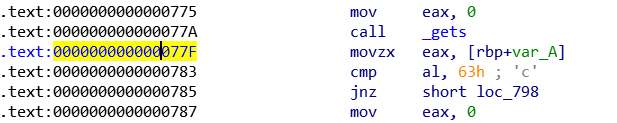 .text:0000000000000775 mov eax, 0
.text:000000000000077A call _gets
.text:000000000000077F movzx eax, [rbp+var_A]
.text:0000000000000783 cmp al, 63h ; 'c'
.text:0000000000000785 jnz short loc_798
.text:0000000000000787 mov eax, 0